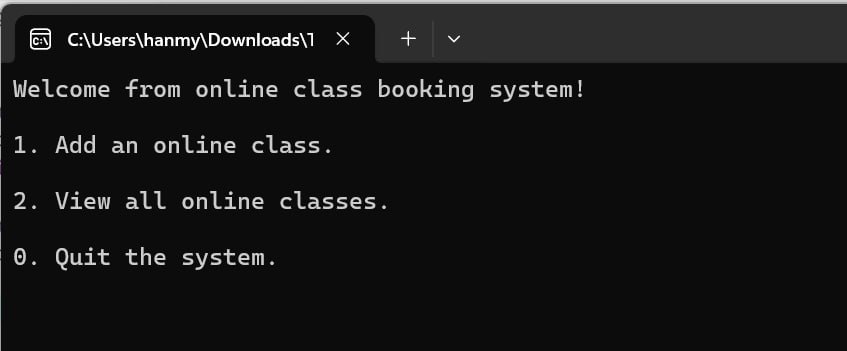 C:\Users\hanmy\Downloads\T
Welcome from online class booking system!
1. Add an online class.
2. View all online classes.
0. Quit the system.